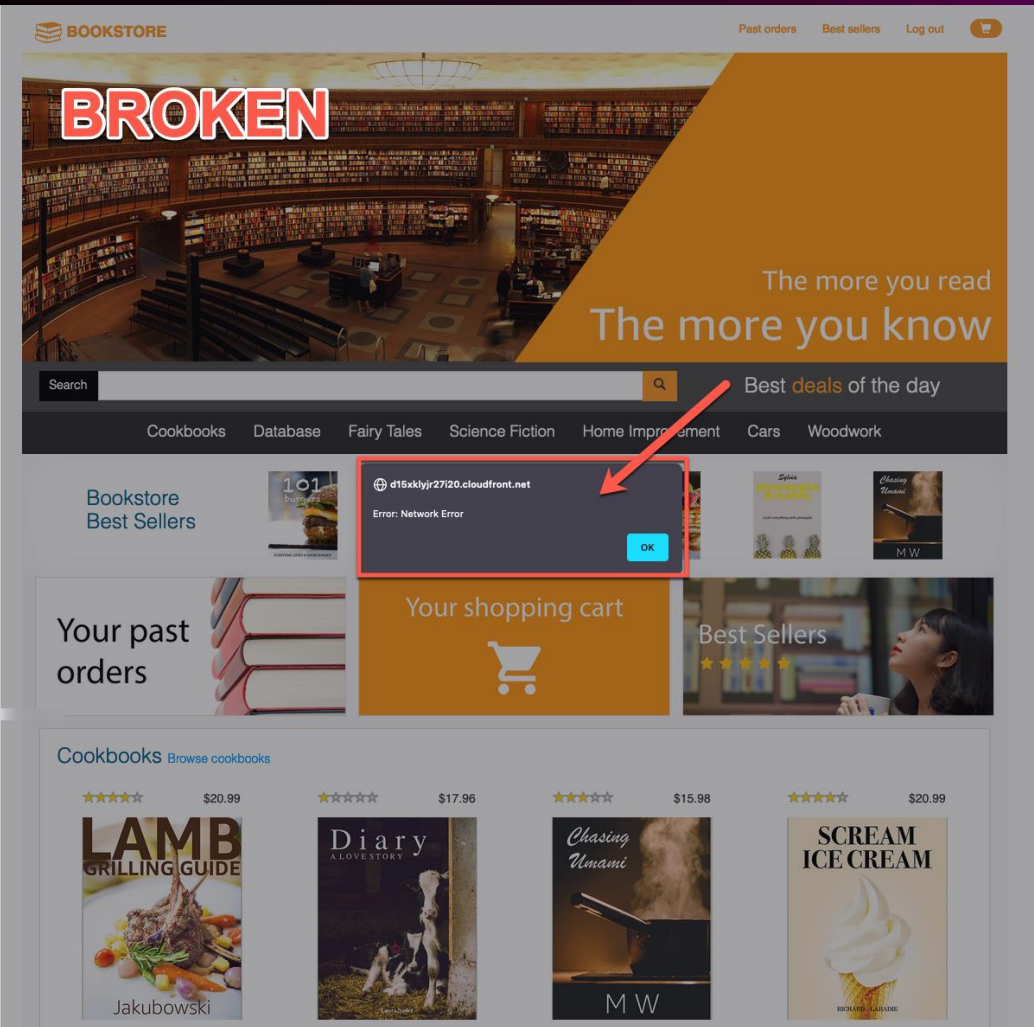 BOOKSTORE
Past orders Best sellers Log out
BROKEN
The more you read
The more you know
Search
Best deals of the day
Cookbooks Database Fairy Tales Science Fiction Home Improvement Cars Woodwork
Bookstore
Best Sellers
101
burgers
d15xklyjr27i20.cloudfront.net
Error: Network Error
OK
Sylvia
Chasing
Umami
M W
Your past
orders
Your shopping cart
Best Sellers
Cookbooks Browse cookbooks
$20.99 $17.96 $15.98 $20.99
LAMB
GRILLING GUIDE
Jakubowski
Diary
A LOVE STORY
Chasing
Umami
M W
SCREAM
ICE CREAM
RICHARD LABADIE